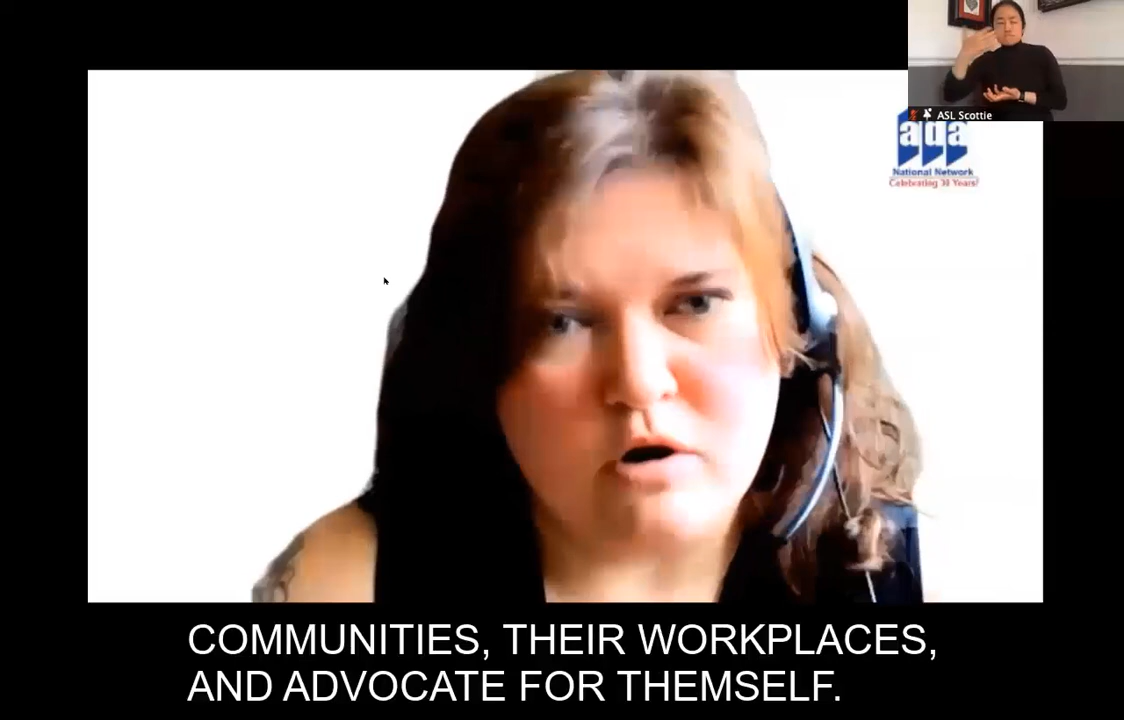 ASL Scottie
ada
National Network
Celebrating 30 Years!
COMMUNITIES, THEIR WORKPLACES,
AND ADVOCATE FOR THEMSELF.